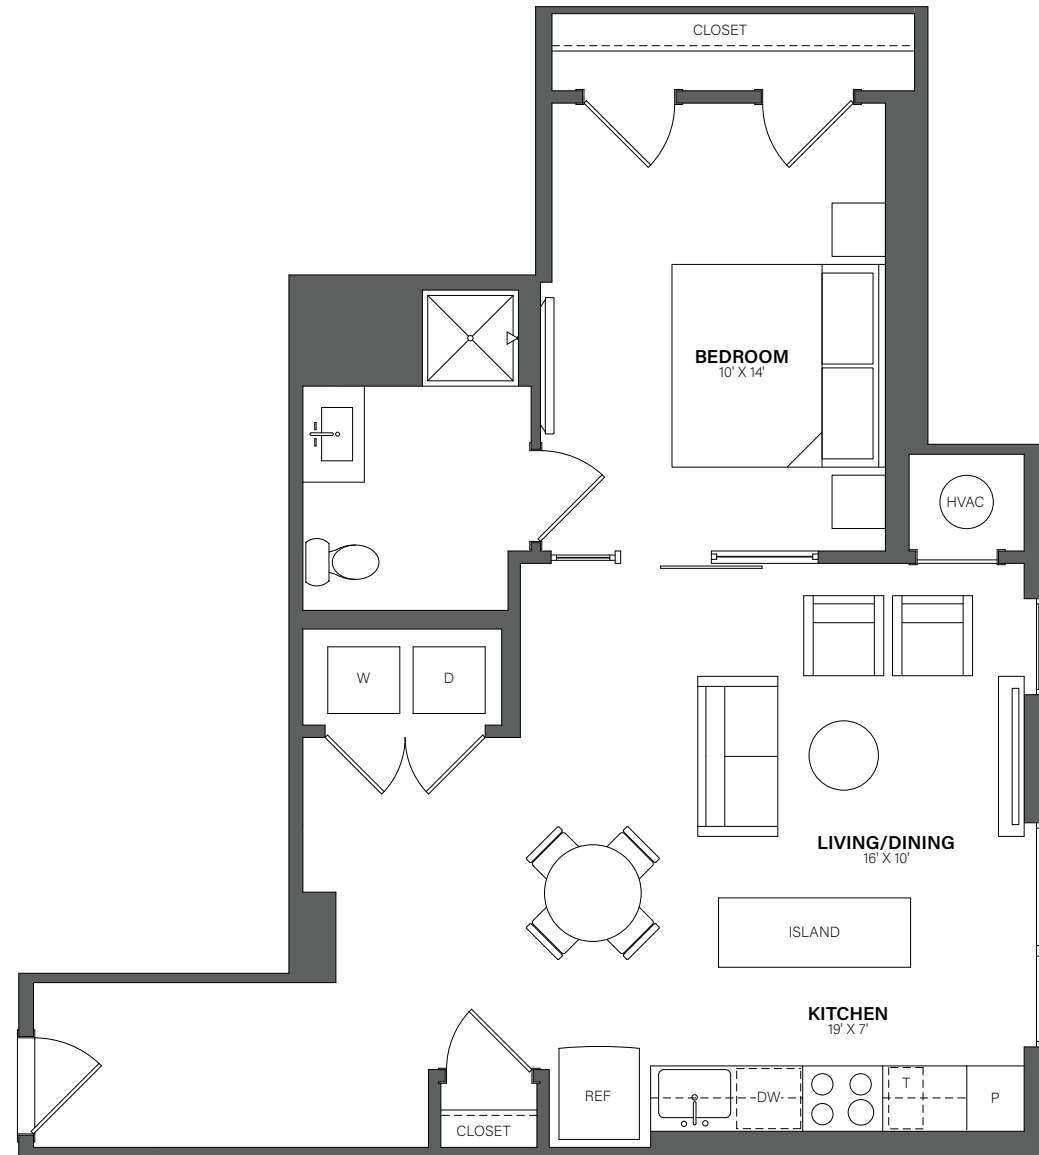 CLOSET
BEDROOM
10' X 14'
HVAC
W
D
LIVING/DINING
16' X 10'
ISLAND
KITCHEN
19' X 7'
REF
DW
T
P
CLOSET